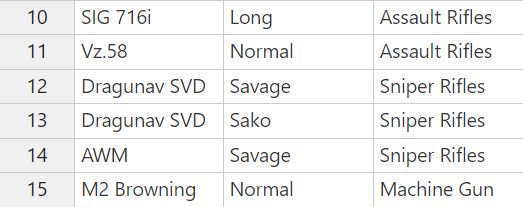 10 SIG 716i Long Assault Rifles
11 Vz.58 Normal Assault Rifles
12 Dragunav SVD Savage Sniper Rifles
13 Dragunav SVD Sako Sniper Rifles
14 AWM Savage Sniper Rifles
15 M2 Browning Normal Machine Gun